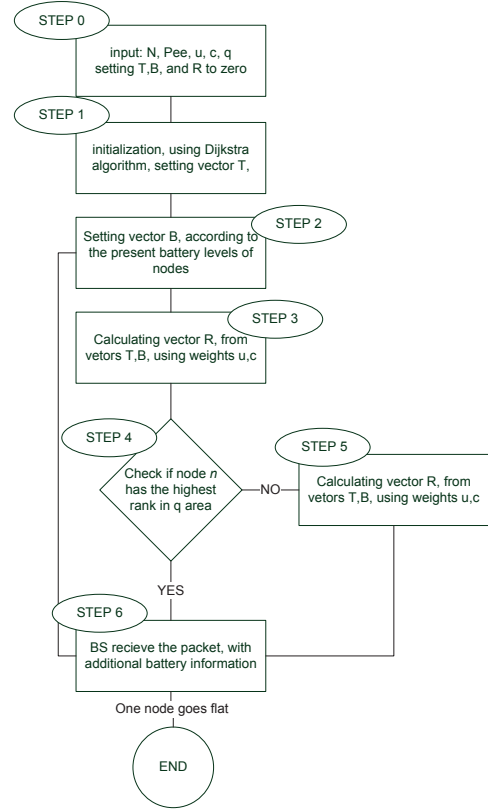 STEP 0
input: N, Pee, u, c, q
setting T,B, and R to zero
STEP 1
initialization, using Dijkstra
algorithm, setting vector T,
STEP 2
Setting vector B, according to
the present battery levels of
nodes
STEP 3
Calculating vector R, from
vetors T,B, using weights u,c
STEP 4
Check if node n
has the highest
rank in q area
NO
STEP 5
Calculating vector R, from
vetors T,B, using weights u,c
YES
STEP 6
BS recieve the packet, with
additional battery information
One node goes flat
END